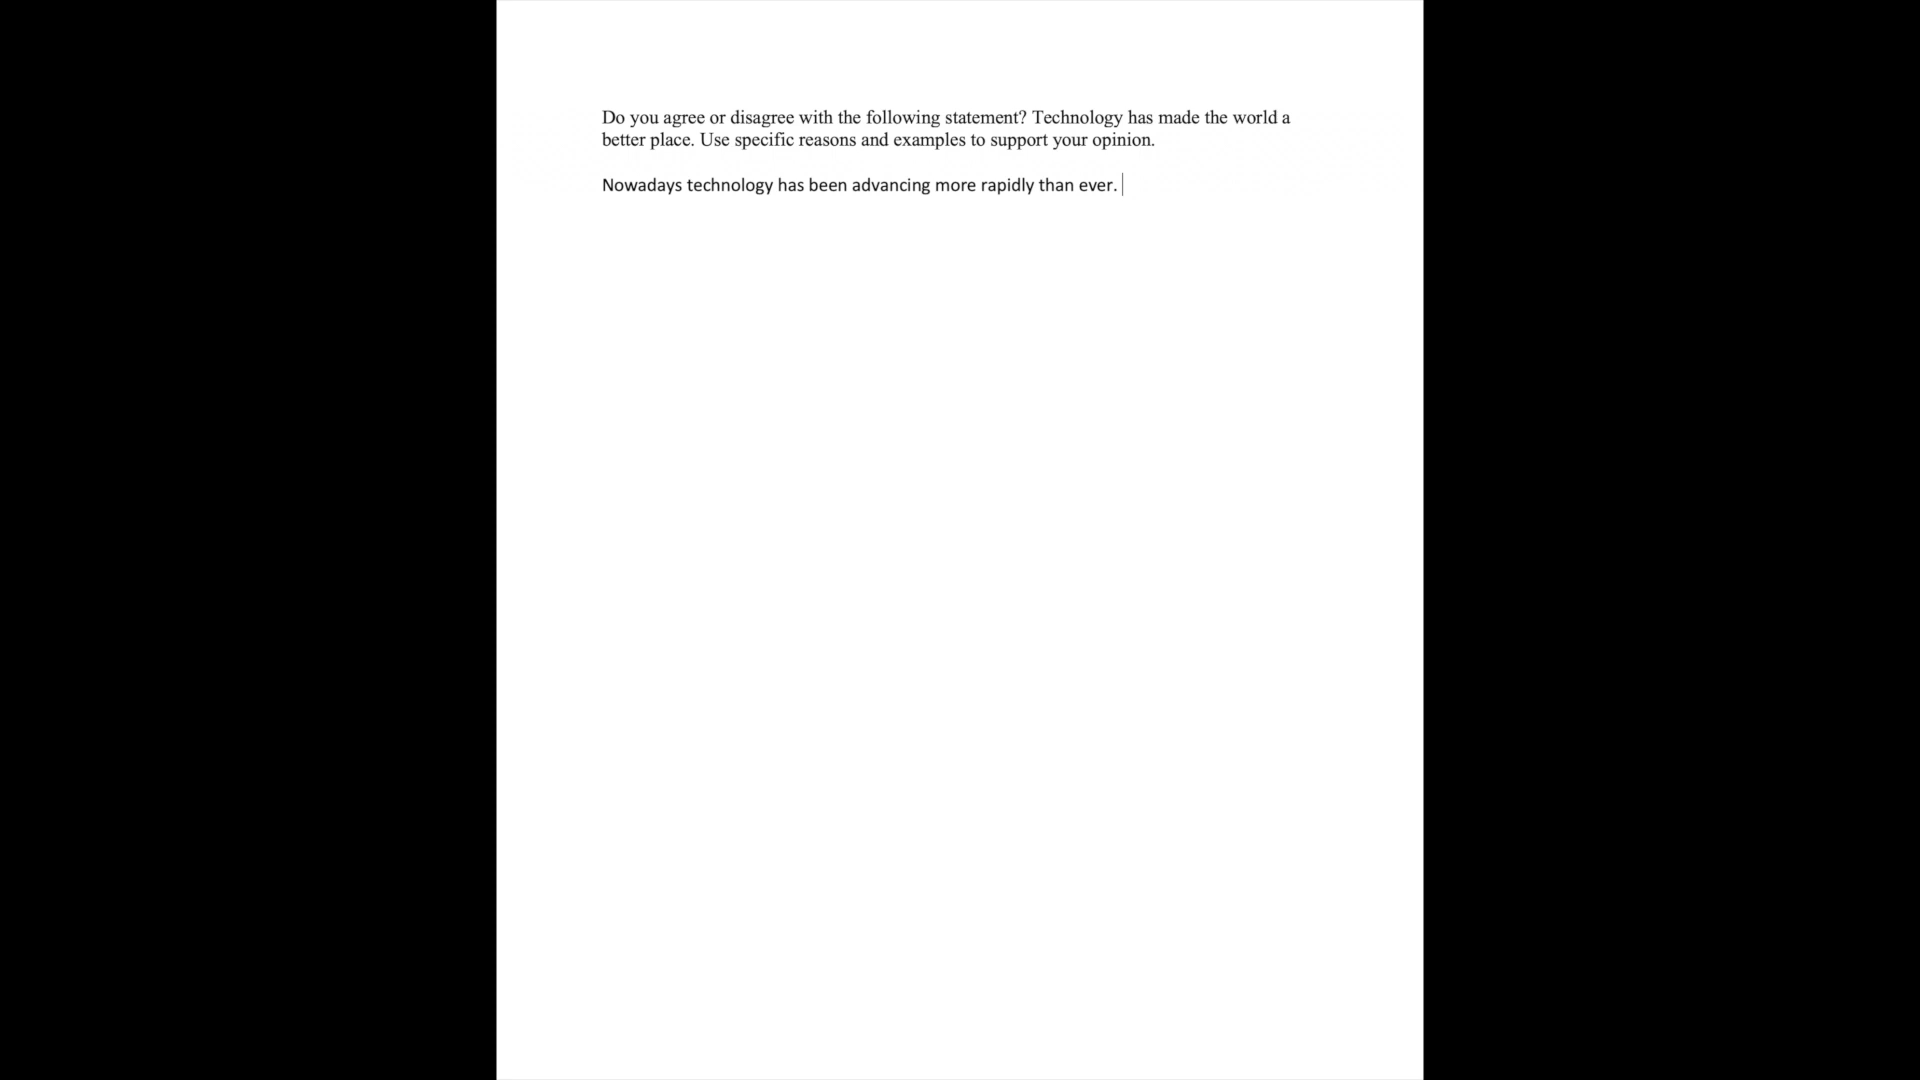 Do you agree or disagree with the following statement? Technology has made the world a
better place. Use specific reasons and examples to support your opinion.
Nowadays technology has been advancing more rapidly than ever.